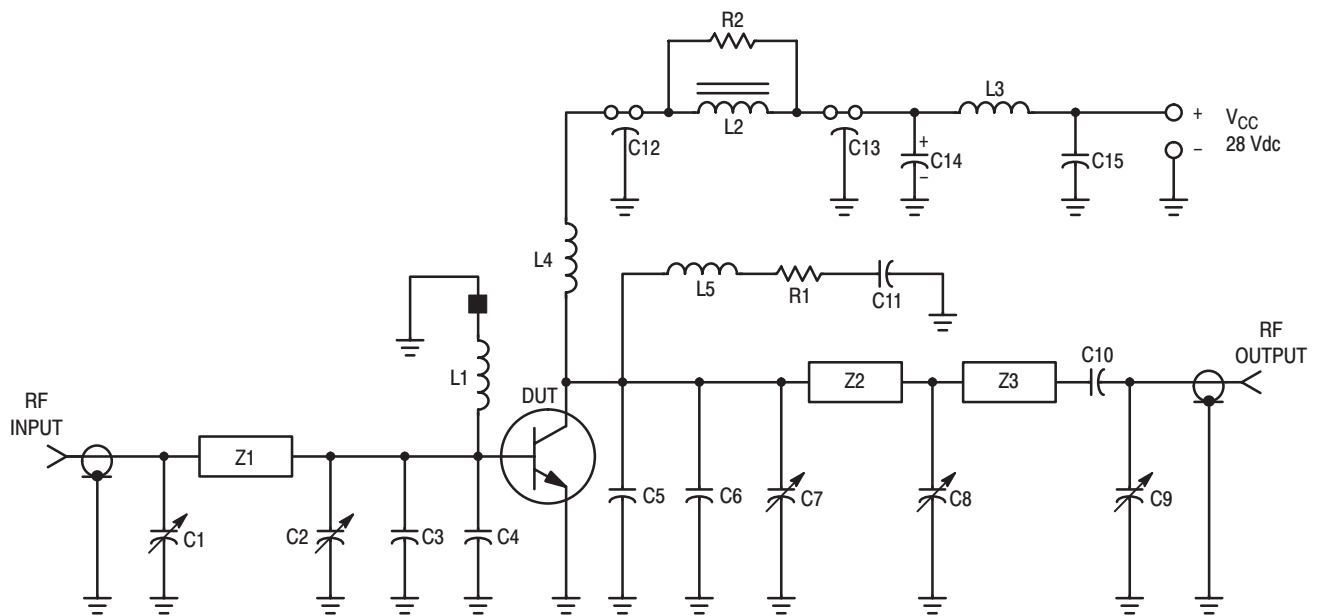 R2
L2
C12
C13
+
C14
–
L3
C15
+
–
VCC
28 Vdc
L4
L5
R1
C11
L1
DUT
RF
INPUT
Z1
C1
C2
C3
C4
C5
C6
C7
Z2
C8
Z3
C10
C9
RF
OUTPUT